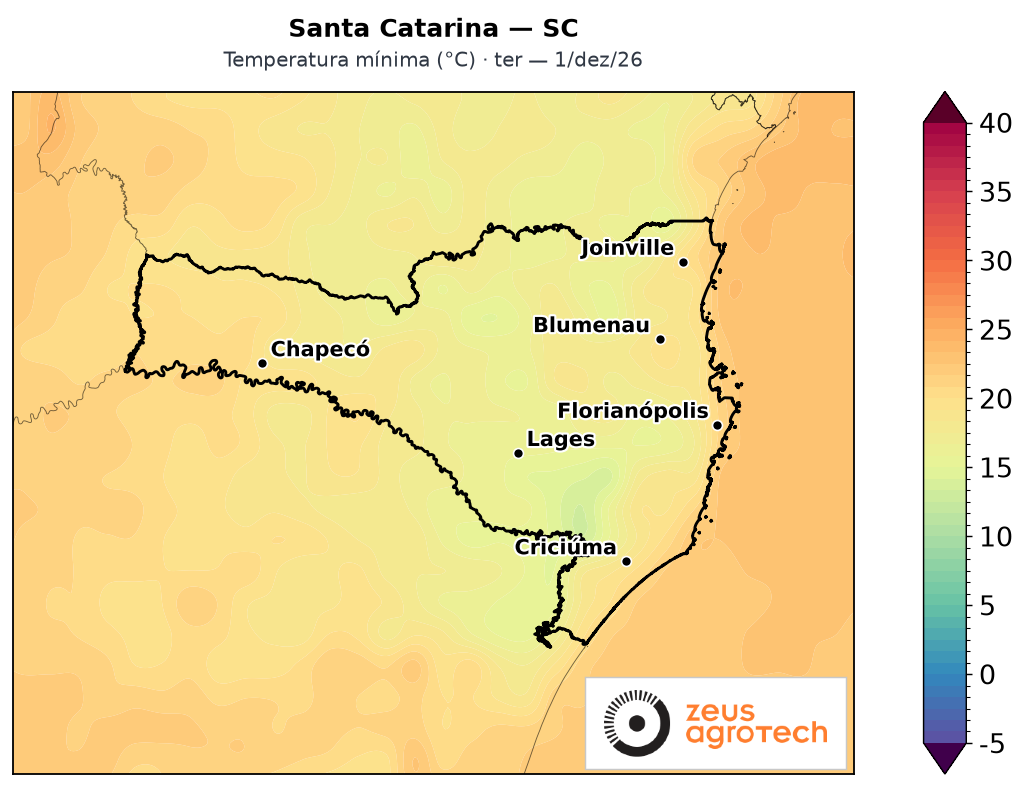 Santa Catarina — SC
Temperatura mínima (°C) · ter — 1/dez/26
Joinville
Blumenau
Chapecó
Florianópolis
Lages
Criciúma
40
35
30
25
20
15
10
5
0
-5
zeus
agrotech